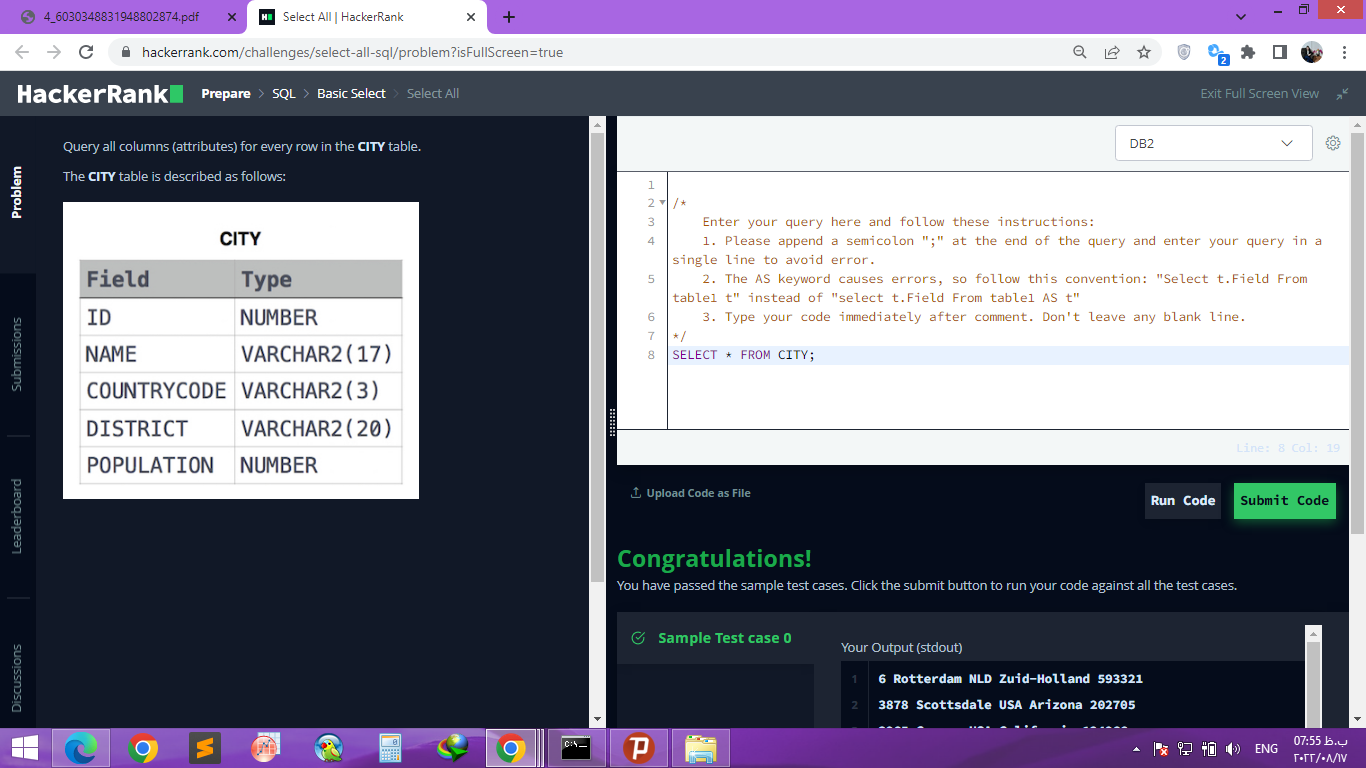 4_6030348831948802874.pdf
Select All | HackerRank
hackerrank.com/challenges/select-all-sql/problem?isFullScreen=true
2
HackerRank
Prepare > SQL > Basic Select > Select All
Exit Full Screen View
Problem
Submissions
Leaderboard
Discussions
Query all columns (attributes) for every row in the CITY table.
The CITY table is described as follows:
CITY
Field Type
ID NUMBER
NAME VARCHAR2(17)
COUNTRYCODE VARCHAR2(3)
DISTRICT VARCHAR2(20)
POPULATION NUMBER
DB2
1
2 /*
3 Enter your query here and follow these instructions:
4 1. Please append a semicolon ";" at the end of the query and enter your query in a
single line to avoid error.
5 2. The AS keyword causes errors, so follow this convention: "Select t.Field From
table1 t" instead of "select t.Field From table1 AS t"
6 3. Type your code immediately after comment. Don't leave any blank line.
7 */
8 SELECT * FROM CITY;
Line: 8 Col: 19
Upload Code as File
Run Code
Submit Code
Congratulations!
You have passed the sample test cases. Click the submit button to run your code against all the test cases.
Sample Test case 0
Your Output (stdout)
1 6 Rotterdam NLD Zuid-Holland 593321
2 3878 Scottsdale USA Arizona 202705
ENG
07:55 ب.ظ
٢٠٢٢/٠٨/١٧